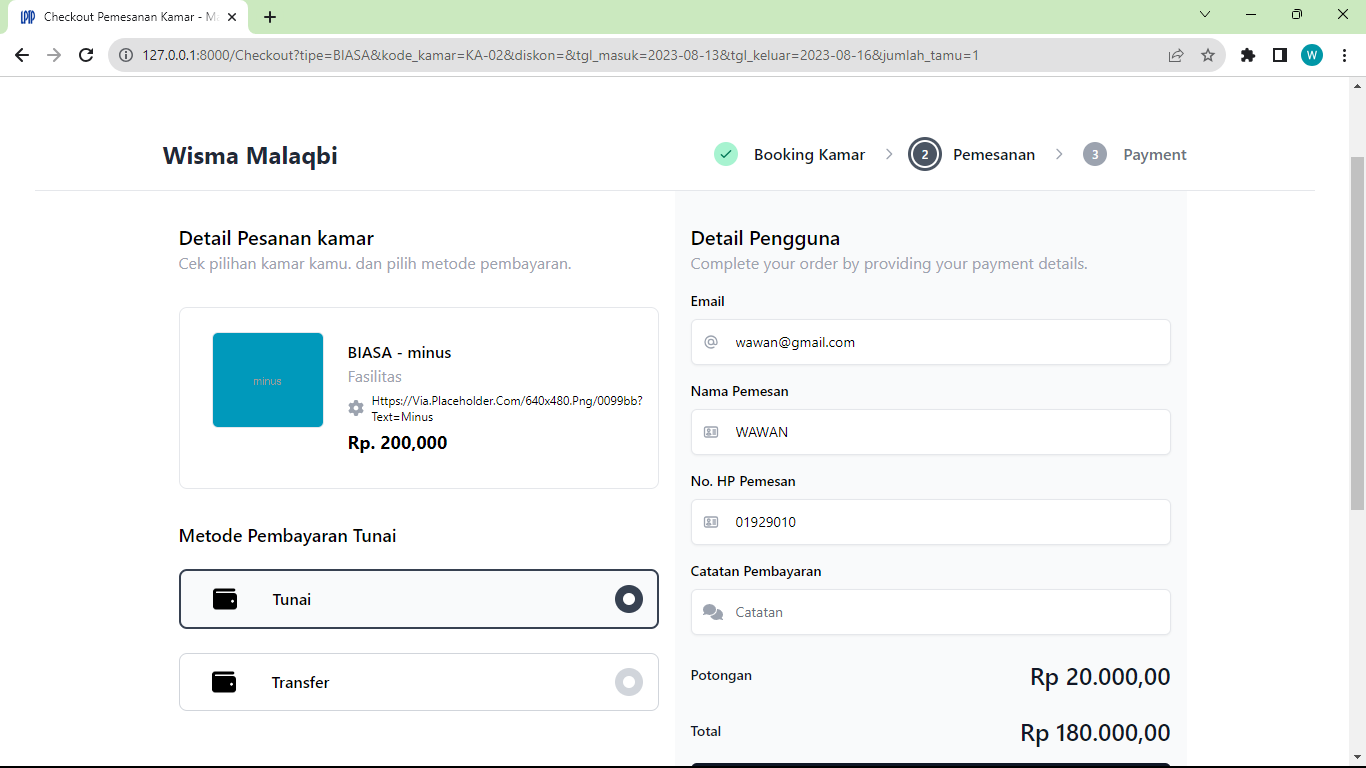 Checkout Pemesanan Kamar - Ma
127.0.0.1:8000/Checkout?tipe=BIASA&kode_kamar=KA-02&diskon=&tgl_masuk=2023-08-13&tgl_keluar=2023-08-16&jumlah_tamu=1
W
Wisma Malaqbi
Booking Kamar
2
Pemesanan
3
Payment
Detail Pesanan kamar
Cek pilihan kamar kamu. dan pilih metode pembayaran.
minus
BIASA - minus
Fasilitas
Https://Via.Placeholder.Com/640x480.Png/0099bb?
Text=Minus
Rp. 200,000
Metode Pembayaran Tunai
Tunai
Transfer
Detail Pengguna
Complete your order by providing your payment details.
Email
wawan@gmail.com
Nama Pemesan
WAWAN
No. HP Pemesan
01929010
Catatan Pembayaran
Catatan
Potongan
Rp 20.000,00
Total
Rp 180.000,00